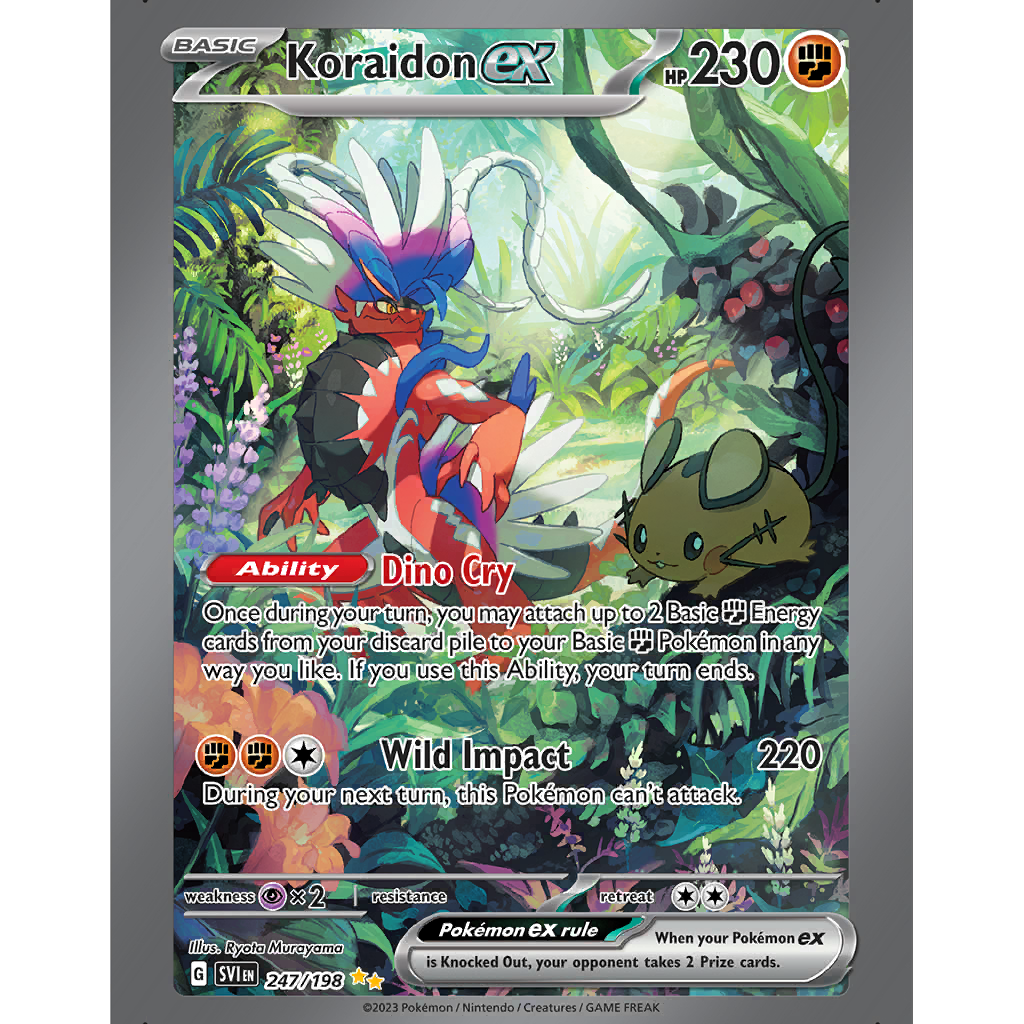 BASIC Koraidon ex HP 230
Ability Dino Cry
Once during your turn, you may attach up to 2 Basic Energy
cards from your discard pile to your Basic Pokémon in any
way you like. If you use this Ability, your turn ends.
Wild Impact 220
During your next turn, this Pokémon can't attack.
weakness ×2 resistance retreat
Illus. Ryota Murayama
G SVI EN 247/198
Pokémon ex rule When your Pokémon ex
is Knocked Out, your opponent takes 2 Prize cards.
©2023 Pokémon / Nintendo / Creatures / GAME FREAK